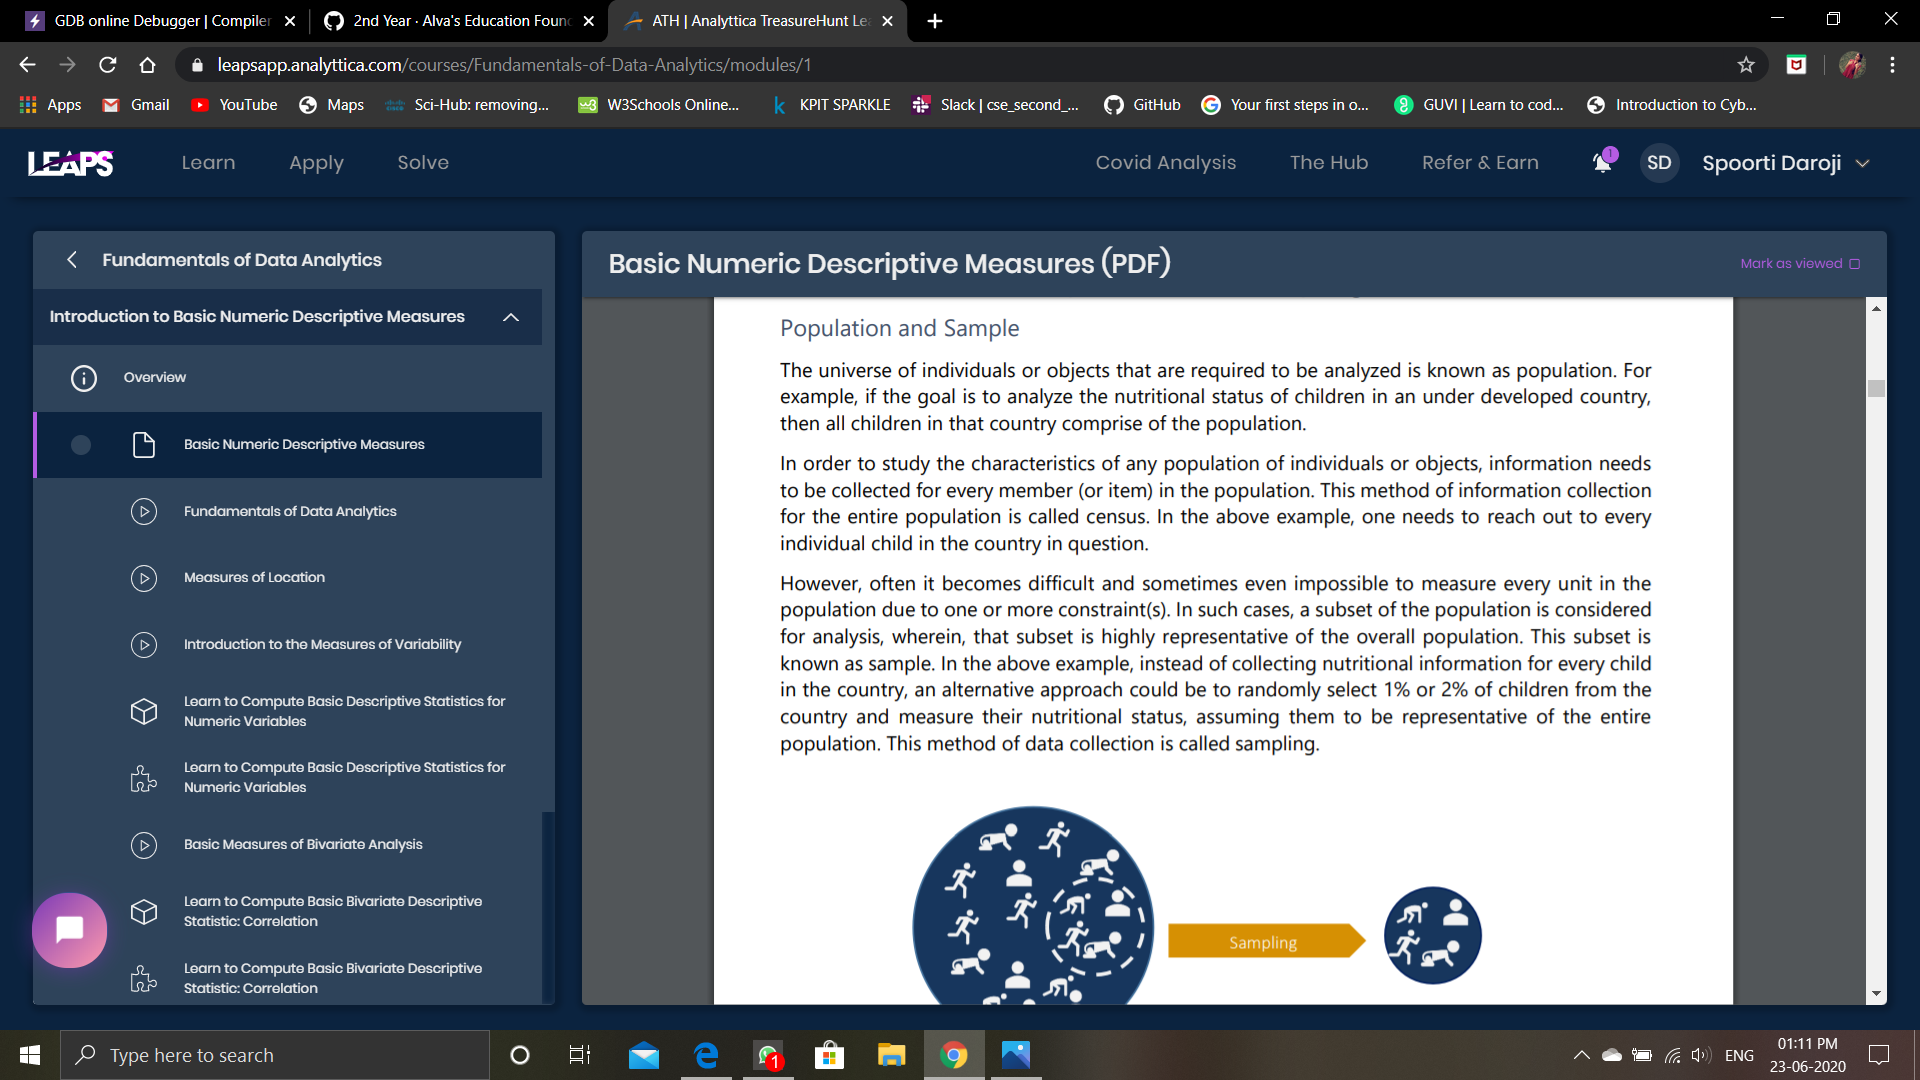 GDB online Debugger | Compiler
2nd Year · Alva's Education Foun
ATH | Analyttica TreasureHunt Le
leapsapp.analyttica.com/courses/Fundamentals-of-Data-Analytics/modules/1
Apps
Gmail
YouTube
Maps
Sci-Hub: removing...
W3Schools Online...
KPIT SPARKLE
Slack | cse_second_...
GitHub
Your first steps in o...
GUVI | Learn to cod...
Introduction to Cyb...
LEAPS
Learn
Apply
Solve
Covid Analysis
The Hub
Refer & Earn
1
SD
Spoorti Daroji
Fundamentals of Data Analytics
Introduction to Basic Numeric Descriptive Measures
Overview
Basic Numeric Descriptive Measures
Fundamentals of Data Analytics
Measures of Location
Introduction to the Measures of Variability
Learn to Compute Basic Descriptive Statistics for
Numeric Variables
Learn to Compute Basic Descriptive Statistics for
Numeric Variables
Basic Measures of Bivariate Analysis
Learn to Compute Basic Bivariate Descriptive
Statistic: Correlation
Learn to Compute Basic Bivariate Descriptive
Statistic: Correlation
Basic Numeric Descriptive Measures (PDF)
Mark as viewed
Population and Sample
The universe of individuals or objects that are required to be analyzed is known as population. For
example, if the goal is to analyze the nutritional status of children in an under developed country,
then all children in that country comprise of the population.
In order to study the characteristics of any population of individuals or objects, information needs
to be collected for every member (or item) in the population. This method of information collection
for the entire population is called census. In the above example, one needs to reach out to every
individual child in the country in question.
However, often it becomes difficult and sometimes even impossible to measure every unit in the
population due to one or more constraint(s). In such cases, a subset of the population is considered
for analysis, wherein, that subset is highly representative of the overall population. This subset is
known as sample. In the above example, instead of collecting nutritional information for every child
in the country, an alternative approach could be to randomly select 1% or 2% of children from the
country and measure their nutritional status, assuming them to be representative of the entire
population. This method of data collection is called sampling.
Sampling
Type here to search
1
ENG
01:11 PM
23-06-2020